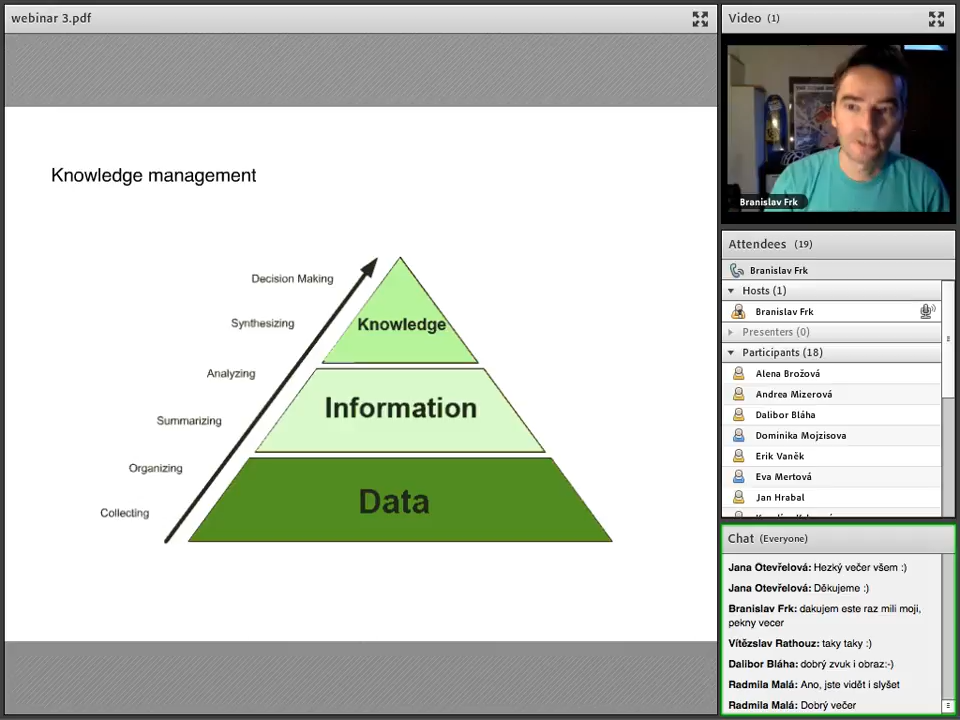 webinar 3.pdf
Knowledge management
Decision Making
Synthesizing
Analyzing
Summarizing
Organizing
Collecting
Knowledge
Information
Data
Video (1)
Branislav Frk
Attendees (19)
Branislav Frk
Hosts (1)
Branislav Frk
Presenters (0)
Participants (18)
Alena Brožová
Andrea Mizerová
Dalibor Bláha
Dominika Mojzisova
Erik Vaněk
Eva Mertová
Jan Hrabal
Chat (Everyone)
Jana Otevřelová: Hezký večer všem :)
Jana Otevřelová: Děkujeme :)
Branislav Frk: dakujem este raz mili moji,
pekny vecer
Vítězslav Rathouz: taky taky :)
Dalibor Bláha: dobrý zvuk i obraz:-)
Radmila Malá: Ano, jste vidět i slyšet
Radmila Malá: Dobrý večer